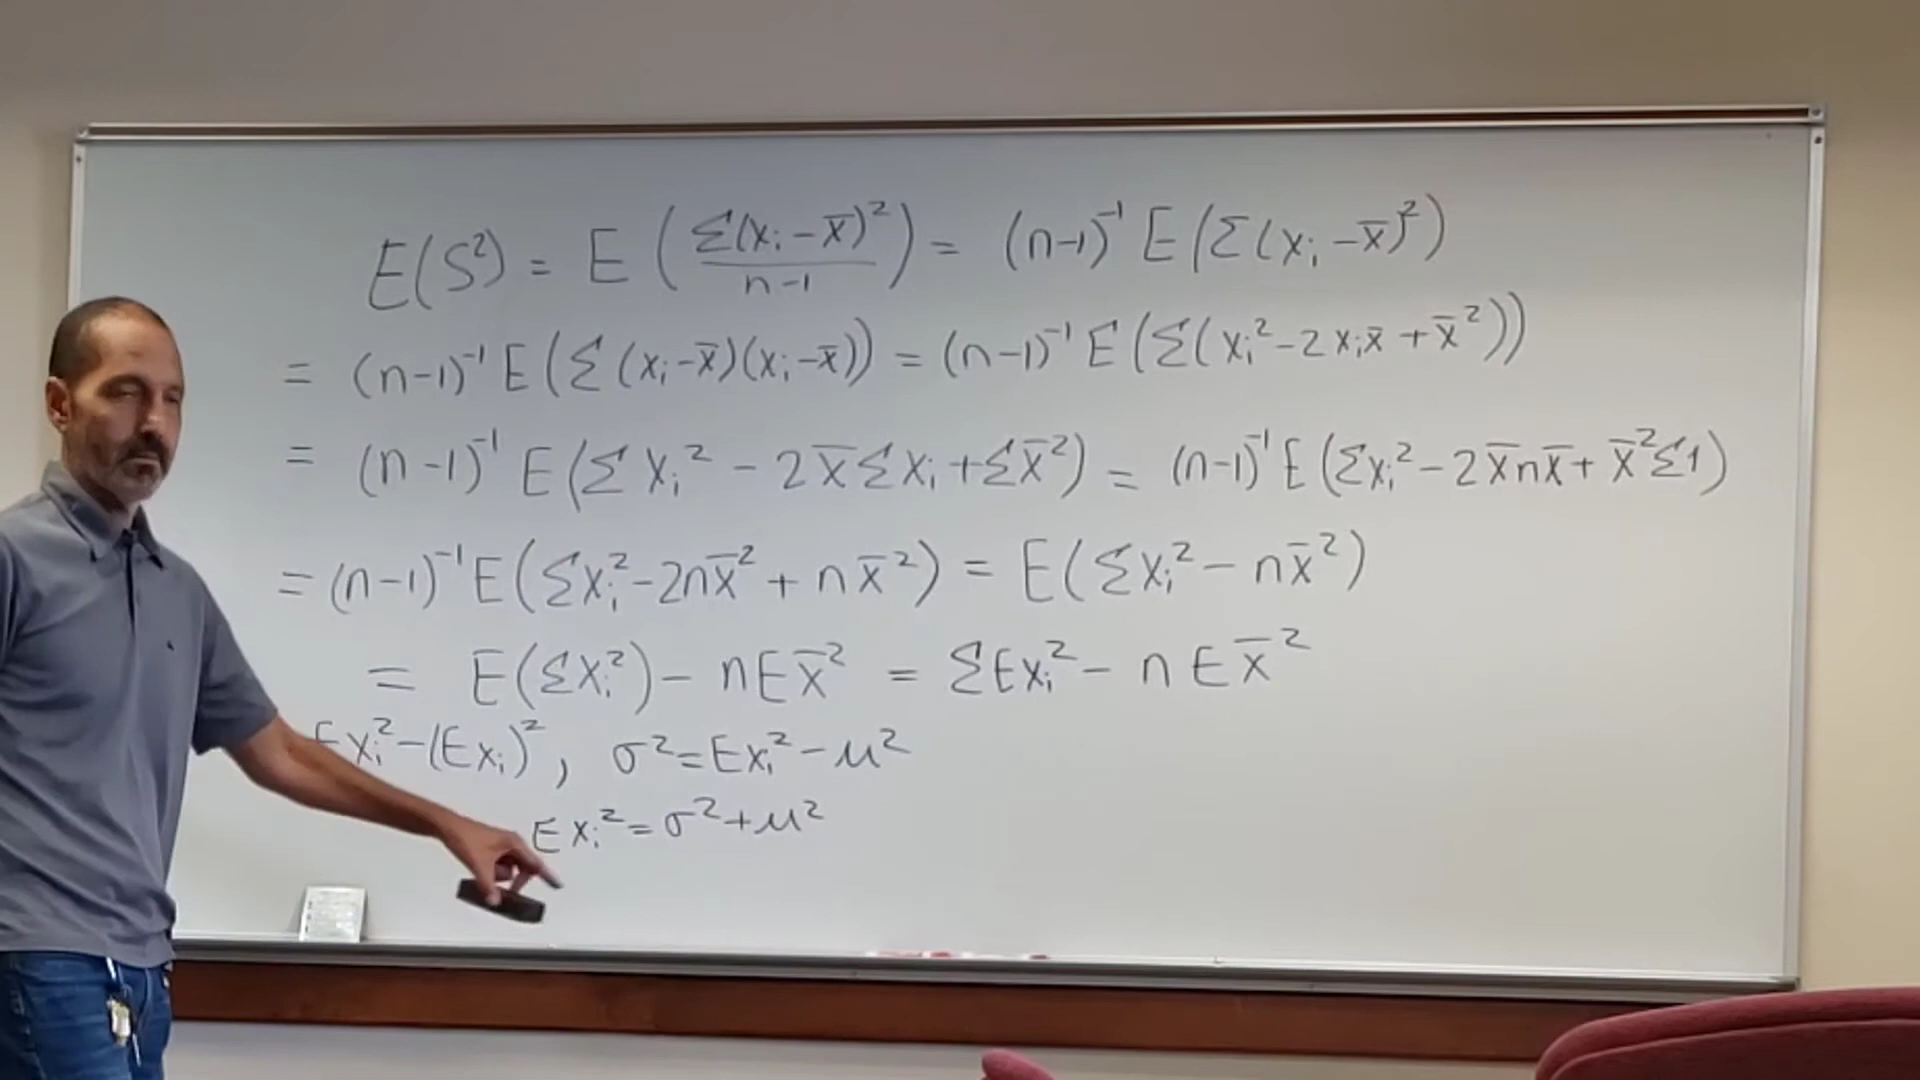 E(S²) = E(Σ(xᵢ-x̄)²/n-1) = (n-1)⁻¹ E(Σ(xᵢ-x̄)²)
= (n-1)⁻¹ E(Σ(xᵢ-x̄)(xᵢ-x̄)) = (n-1)⁻¹ E(Σ(xᵢ²-2xᵢx̄+x̄²))
= (n-1)⁻¹ E(Σxᵢ² - 2x̄Σxᵢ+Σx̄²) = (n-1)⁻¹E(Σxᵢ²-2x̄nx̄+x̄²Σ1)
= (n-1)⁻¹E(Σxᵢ²-2nx̄²+nx̄²) = E(Σxᵢ²-nx̄²)
= E(Σxᵢ²)-nEx̄² = ΣExᵢ²-nEx̄²
Exᵢ²-(Exᵢ)², σ²=Exᵢ²-μ²
Exᵢ²=σ²+μ²